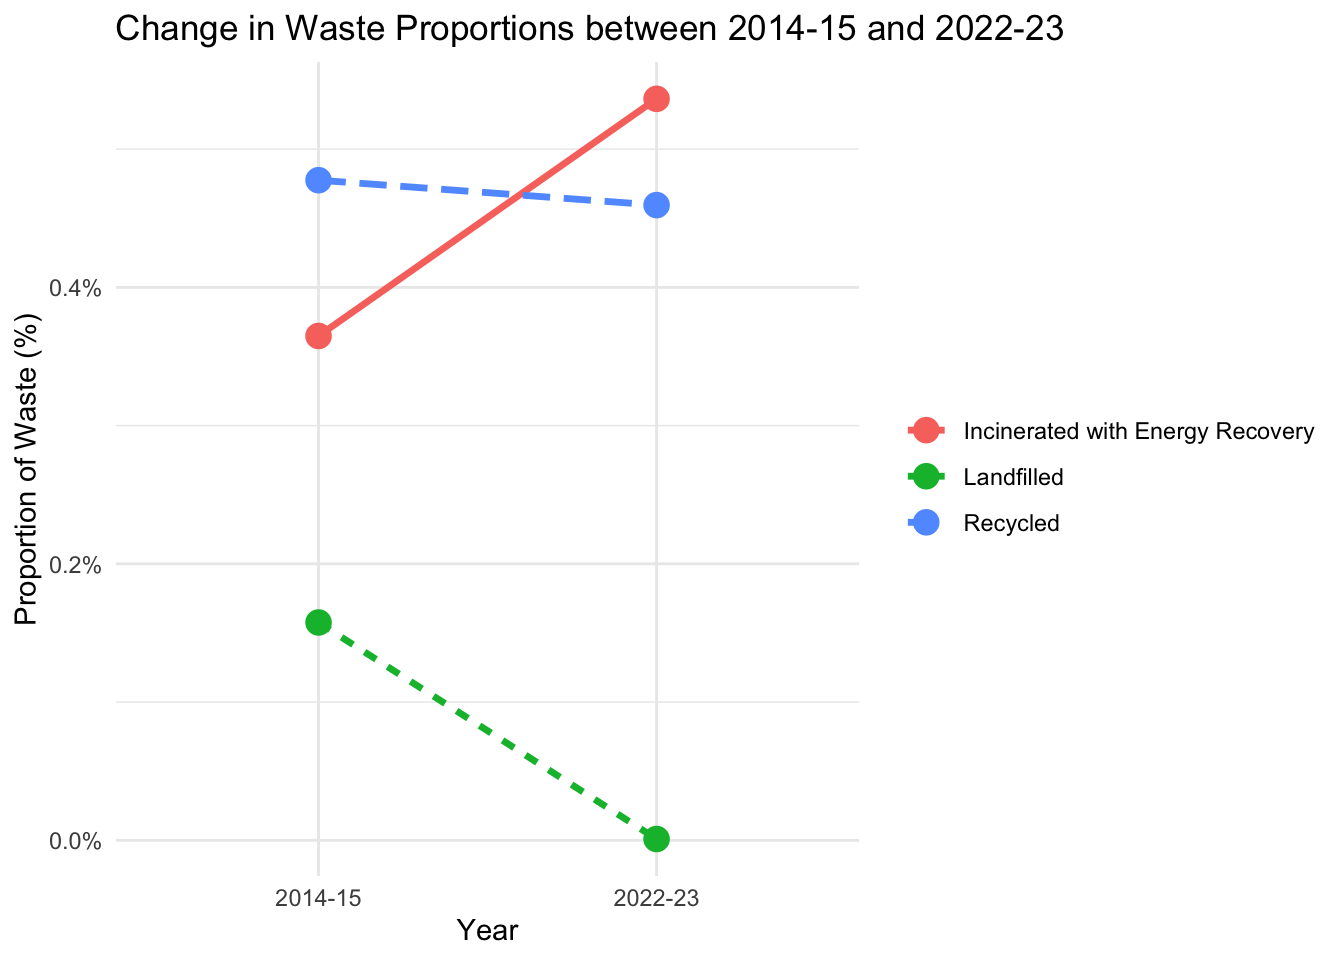 Change in Waste Proportions between 2014-15 and 2022-23
Proportion of Waste (%)
0.4%
0.2%
0.0%
2014-15
2022-23
Year
Incinerated with Energy Recovery
Landfilled
Recycled